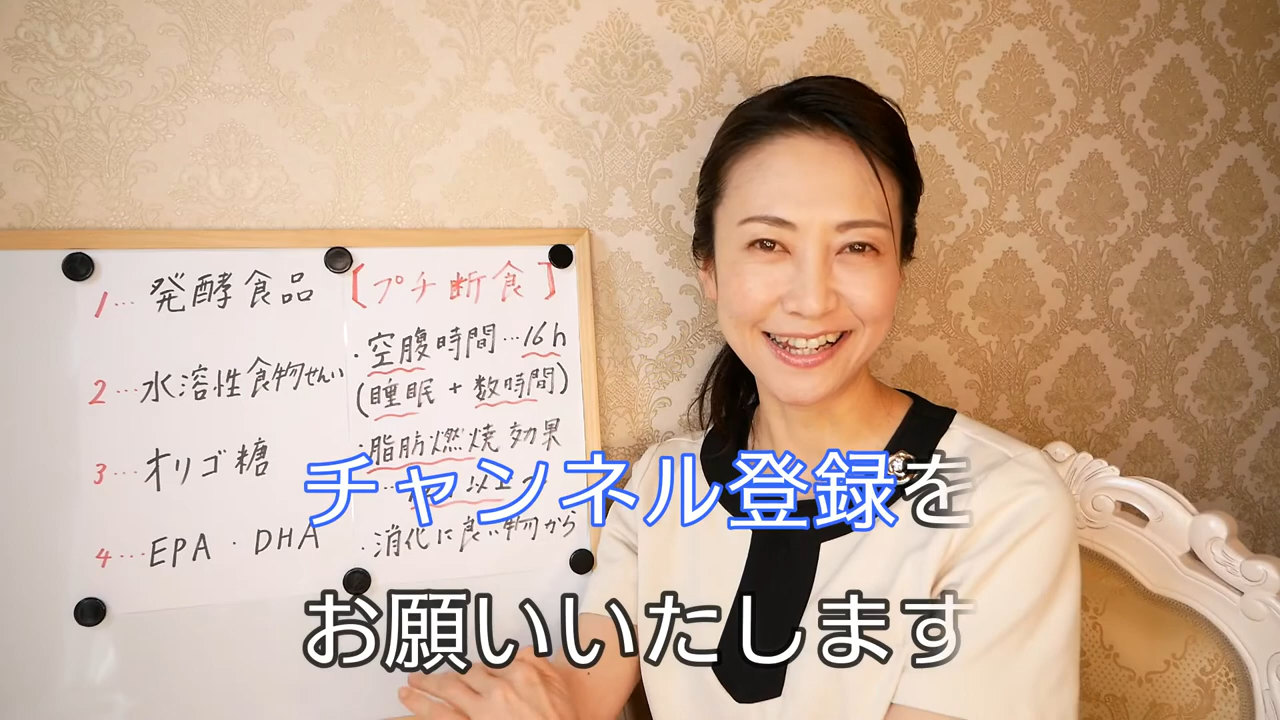 1…発酵食品
2…水溶性食物せんい
3…オリゴ糖
4…EPA・DHA
【プチ断食】
・空腹時間…16h
(睡眠+数時間)
・脂肪燃焼効果
以上
・消化に良い物から
チャンネル登録を
お願いいたします